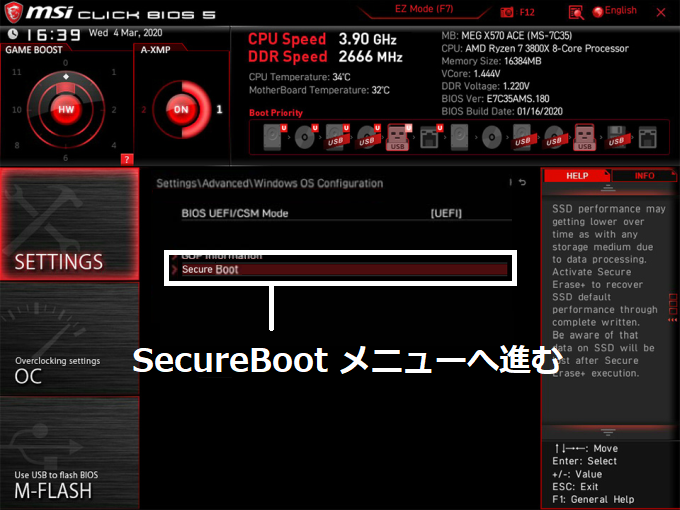 msi CLICK BIOS 5
EZ Mode (F7)
F12
English
X
16:39
Wed 4 Mar, 2020
GAME BOOST
A-XMP
CPU Speed 3.90 GHz
DDR Speed 2666 MHz
CPU Temperature: 34°C
MotherBoard Temperature: 32°C
MB: MEG X570 ACE (MS-7C35)
CPU: AMD Ryzen 7 3800X 8-Core Processor
Memory Size: 16384MB
VCore: 1.444V
DDR Voltage: 1.220V
BIOS Ver: E7C35AMS.180
BIOS Build Date: 01/16/2020
11
1
10
2
HW
8
4
6
?
ON
1
Boot Priority
U U U U U
USB USB USB USB USB USB USB USB
Settings\Advanced\Windows OS Configuration
HELP
INFO
BIOS UEFI/CSM Mode [UEFI]
GOP Information
Secure Boot
SecureBoot メニューへ進む
SETTINGS
Overclocking settings
OC
Use USB to flash BIOS
M-FLASH
SSD performance may
getting lower over
time as with any
storage medium due
to data processing.
Activate Secure
Erase+ to recover
SSD default
performance through
complete written.
Be aware of that
data on SSD will be
after Secure
Erase+ execution.
↑↓→←: Move
Enter: Select
+/-: Value
ESC: Exit
F1: General Help